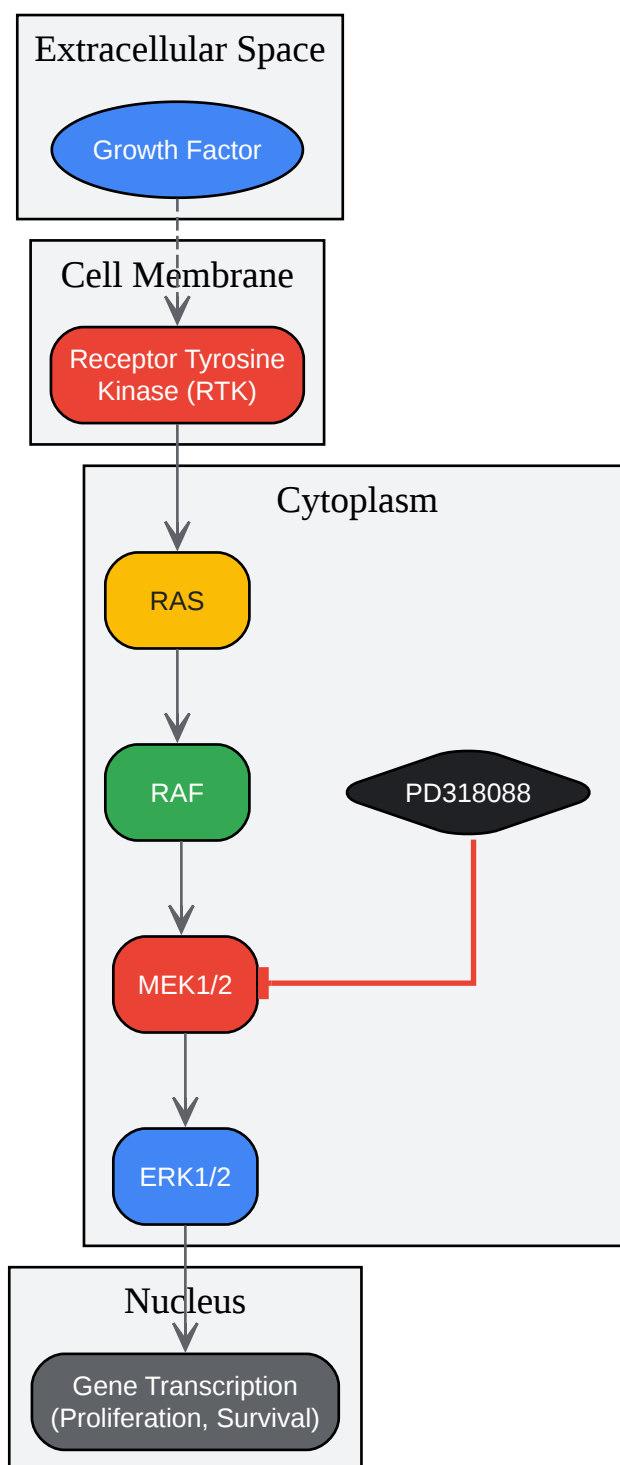 Extracellular Space
Growth Factor
Cell Membrane
Receptor Tyrosine
Kinase (RTK)
Cytoplasm
RAS
RAF
PD318088
MEK1/2
ERK1/2
Nucleus
Gene Transcription
(Proliferation, Survival)